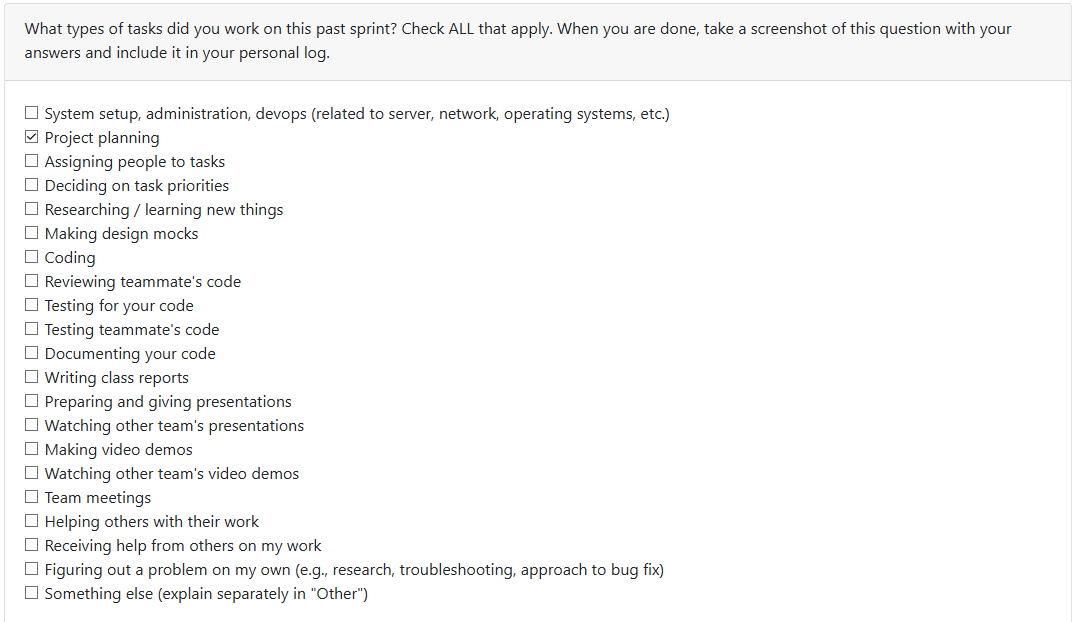 What types of tasks did you work on this past sprint? Check ALL that apply. When you are done, take a screenshot of this question with your
answers and include it in your personal log.
System setup, administration, devops (related to server, network, operating systems, etc.)
Project planning
Assigning people to tasks
Deciding on task priorities
Researching / learning new things
Making design mocks
Coding
Reviewing teammate's code
Testing for your code
Testing teammate's code
Documenting your code
Writing class reports
Preparing and giving presentations
Watching other team's presentations
Making video demos
Watching other team's video demos
Team meetings
Helping others with their work
Receiving help from others on my work
Figuring out a problem on my own (e.g., research, troubleshooting, approach to bug fix)
Something else (explain separately in "Other")